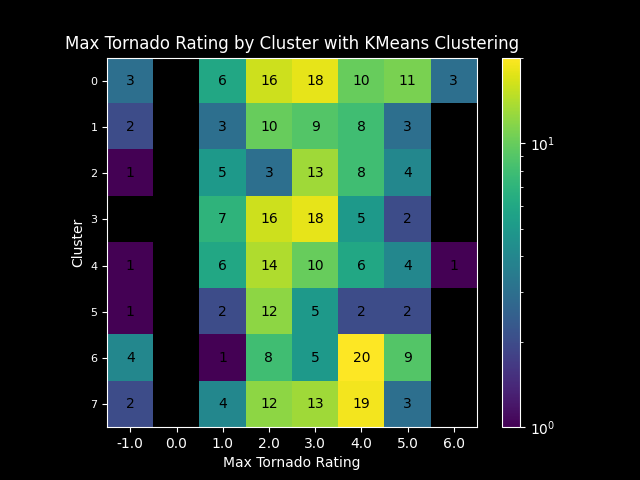 Max Tornado Rating by Cluster with KMeans Clustering
0 3 6 16 18 10 11 3
1 2 3 10 9 8 3
2 1 5 3 13 8 4
3 7 16 18 5 2
4 1 6 14 10 6 4 1
5 1 2 12 5 2 2
6 4 1 8 5 20 9
7 2 4 12 13 19 3
-1.0 0.0 1.0 2.0 3.0 4.0 5.0 6.0
Max Tornado Rating
Cluster
10¹
10⁰